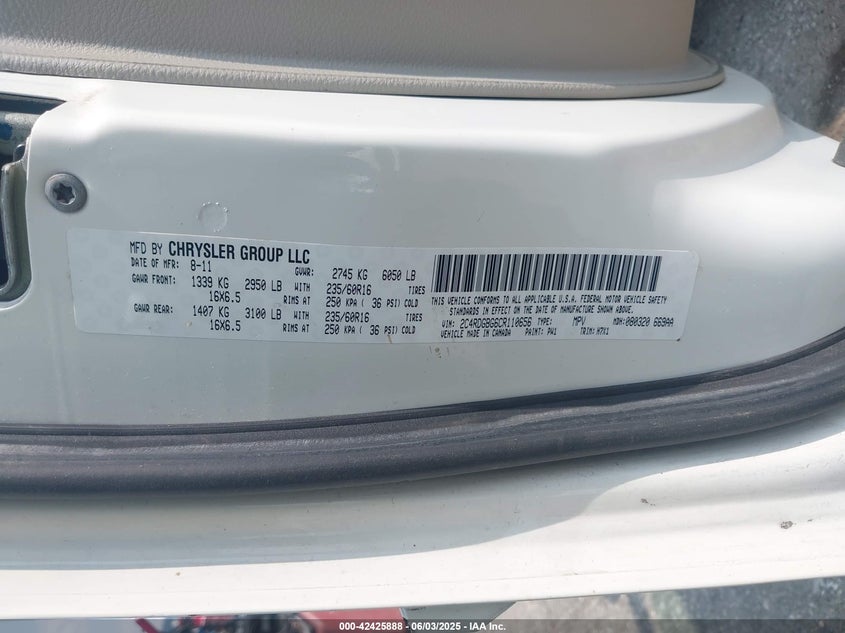 MFD BY CHRYSLER GROUP LLC
DATE OF MFR: 8-11 GVWR: 2745 KG 6050 LB
GAWR FRONT: 1339 KG 2950 LB WITH 235/60R16 TIRES
16X6.5 RIMS AT 250 KPA ( 36 PSI) COLD
GAWR REAR: 1407 KG 3100 LB WITH 235/60R16 TIRES
16X6.5 RIMS AT 250 KPA ( 36 PSI) COLD
THIS VEHICLE CONFORMS TO ALL APPLICABLE U.S.A. FEDERAL MOTOR VEHICLE SAFETY
STANDARDS IN EFFECT ON THE DATE OF MANUFACTURE SHOWN ABOVE.
VIN: 2C4RDGBG6CR110656 TYPE: MPV MDH: 080320 669AA
VEHICLE MADE IN CANADA PAINT: PW1 TRIM: H7X1
000-42425888 - 06/03/2025 - IAA Inc.